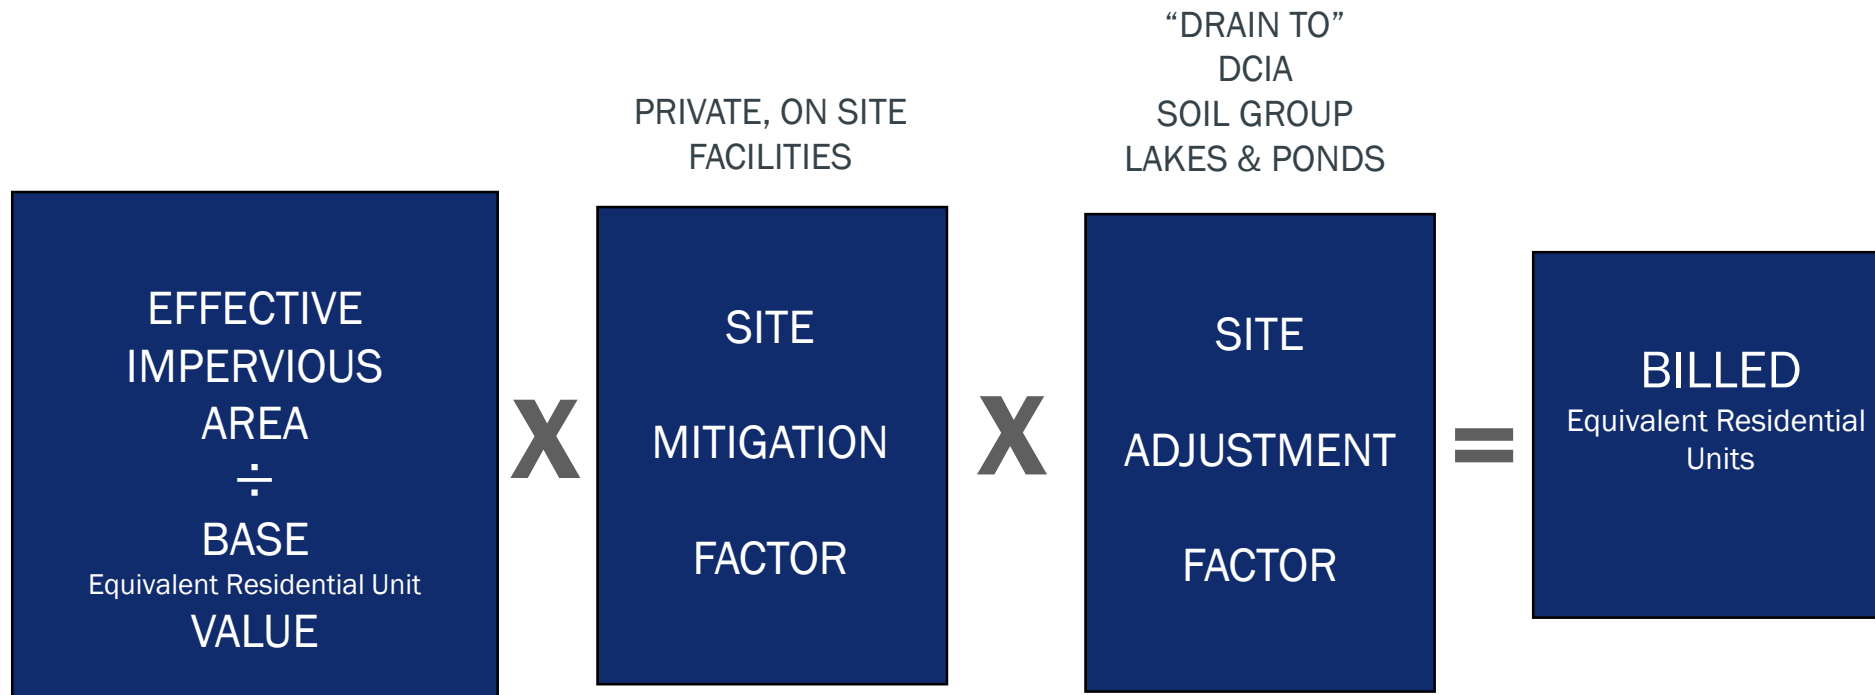 EFFECTIVE
IMPERVIOUS
AREA
÷
BASE
Equivalent Residential Unit
VALUE
X
PRIVATE, ON SITE
FACILITIES
SITE
MITIGATION
FACTOR
X
“DRAIN TO”
DCIA
SOIL GROUP
LAKES & PONDS
SITE
ADJUSTMENT
FACTOR
=
BILLED
Equivalent Residential
Units